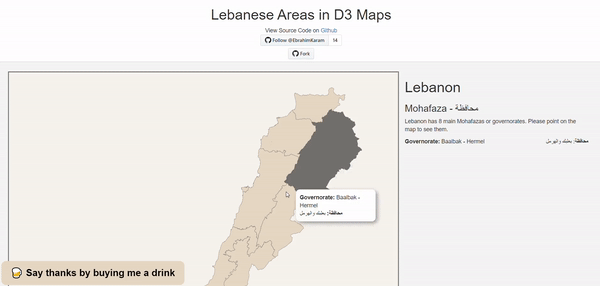 Lebanese Areas in D3 Maps
View Source Code on Github
Follow @EbrahimKaram 14
Fork
Lebanon
Mohafaza - محافظة
Lebanon has 8 main Mohafazas or governorates. Please point on the
map to see them.
Governorate: Baalbak - Hermel محافظة: بعلبك والهرمل
Governorate: Baalbak -
Hermel
محافظة: بعلبك والهرمل
🍺 Say thanks by buying me a drink